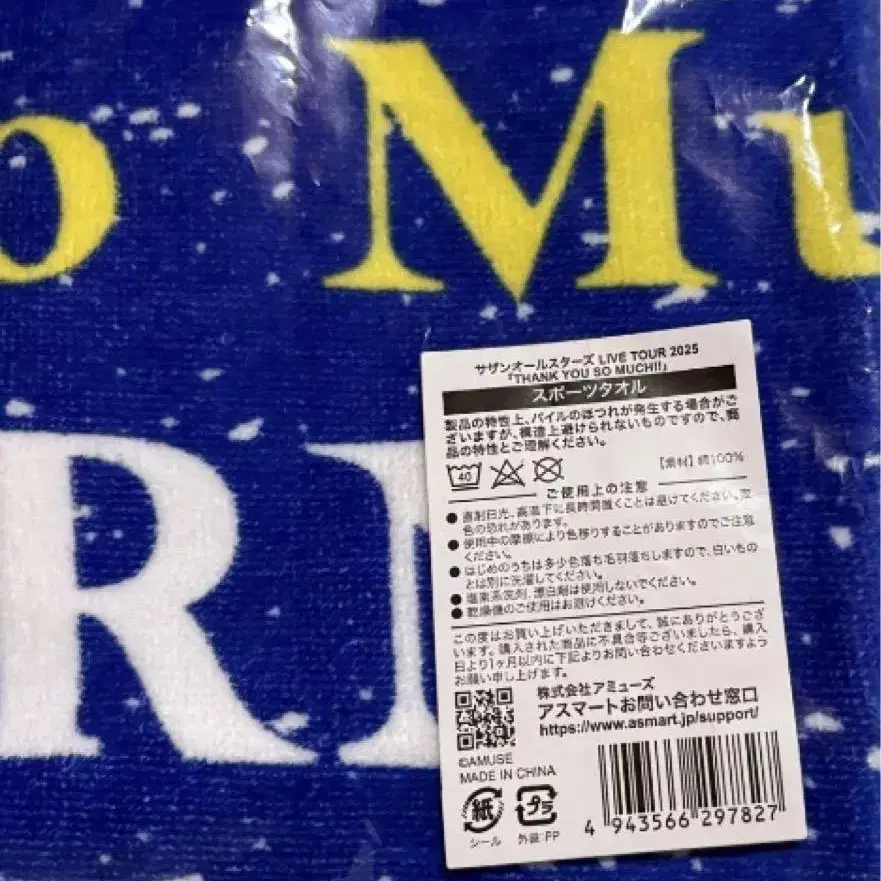 o Mu
R
サザンオールスターズ LIVE TOUR 2025
「THANK YOU SO MUCH!!」
スポーツタオル
製品の特性上、パイルのほつれが発生する場合がご
ざいますが、構造上避けられないものですので、商
品の特性とご理解ください。
40
【素材】綿100%
ご使用上の注意
● 直射日光、高温下に長時間置くことは避けてください。変
色の恐れがあります。
● 使用中の摩擦により色移りすることがありますのでご注意
ください。
● はじめのうちは多少色落ち毛羽落ちしますので、白いもの
とは別に洗濯してください。
● 塩素系洗剤、漂白剤は使用しないでください。
● 乾燥機のご使用はお避けください。
この度はお買い上げいただきまして、誠にありがとうござ
います。購入された商品に不具合等ございましたら、購入
日より1ヶ月以内に下記よりお問い合わせくださいますよう
お願い申し上げます。
株式会社アミューズ
アスマートお問い合わせ窓口
https://www.asmart.jp/support/
©AMUSE
MADE IN CHINA
紙
シール
プラ
外装:PP
4 943566 297827